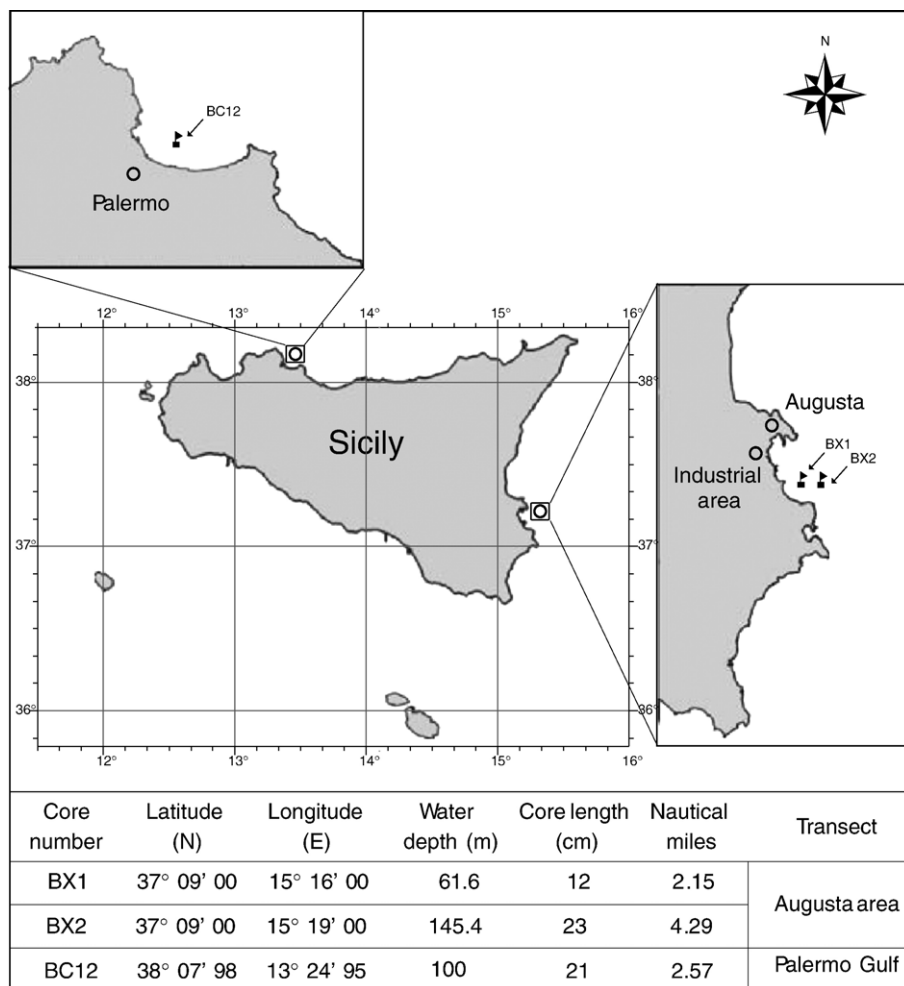 N
BC12
Palermo
12° 13° 14° 15° 16°
38° 38°
Sicily
Augusta
BX1
BX2
Industrial
area
37° 37°
36° 36°
12° 13° 14° 15° 16°
Core number Latitude (N) Longitude (E) Water depth (m) Core length (cm) Nautical miles Transect
BX1 37° 09' 00 15° 16' 00 61.6 12 2.15 Augusta area
BX2 37° 09' 00 15° 19' 00 145.4 23 4.29
BC12 38° 07' 98 13° 24' 95 100 21 2.57 Palermo Gulf